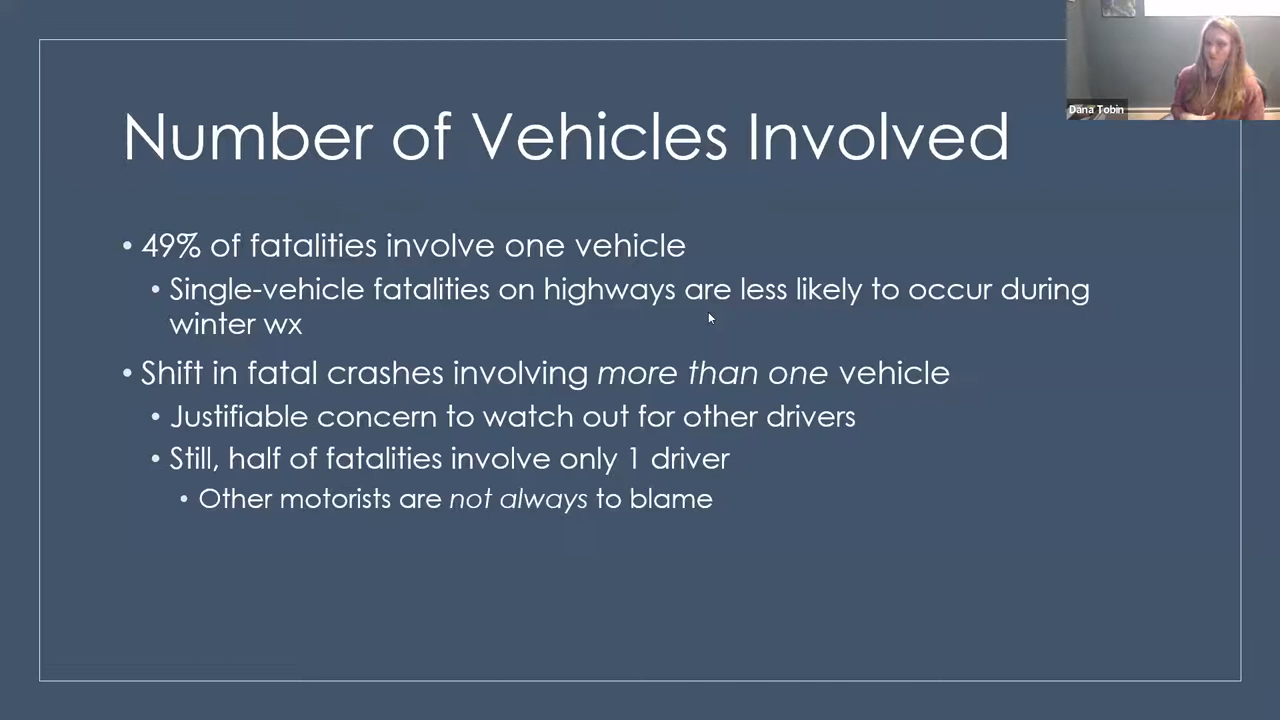 Dana Tobin
Number of Vehicles Involved
• 49% of fatalities involve one vehicle
• Single-vehicle fatalities on highways are less likely to occur during
winter wx
• Shift in fatal crashes involving more than one vehicle
• Justifiable concern to watch out for other drivers
• Still, half of fatalities involve only 1 driver
• Other motorists are not always to blame